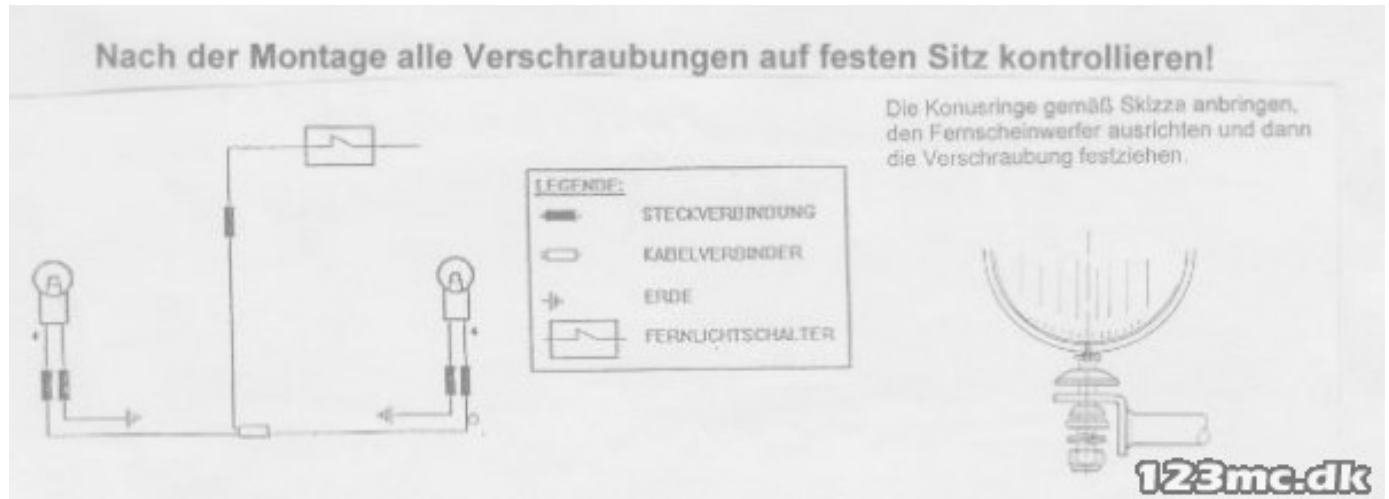 Nach der Montage alle Verschraubungen auf festen Sitz kontrollieren!
Die Konusringe gemäß Skizze anbringen,
den Fernscheinwerfer ausrichten und dann
die Verschraubung festziehen.
LEGENDE:
STECKVERBINDUNG
KABELVERBINDER
ERDE
FERNLICHTSCHALTER
123mc.dk